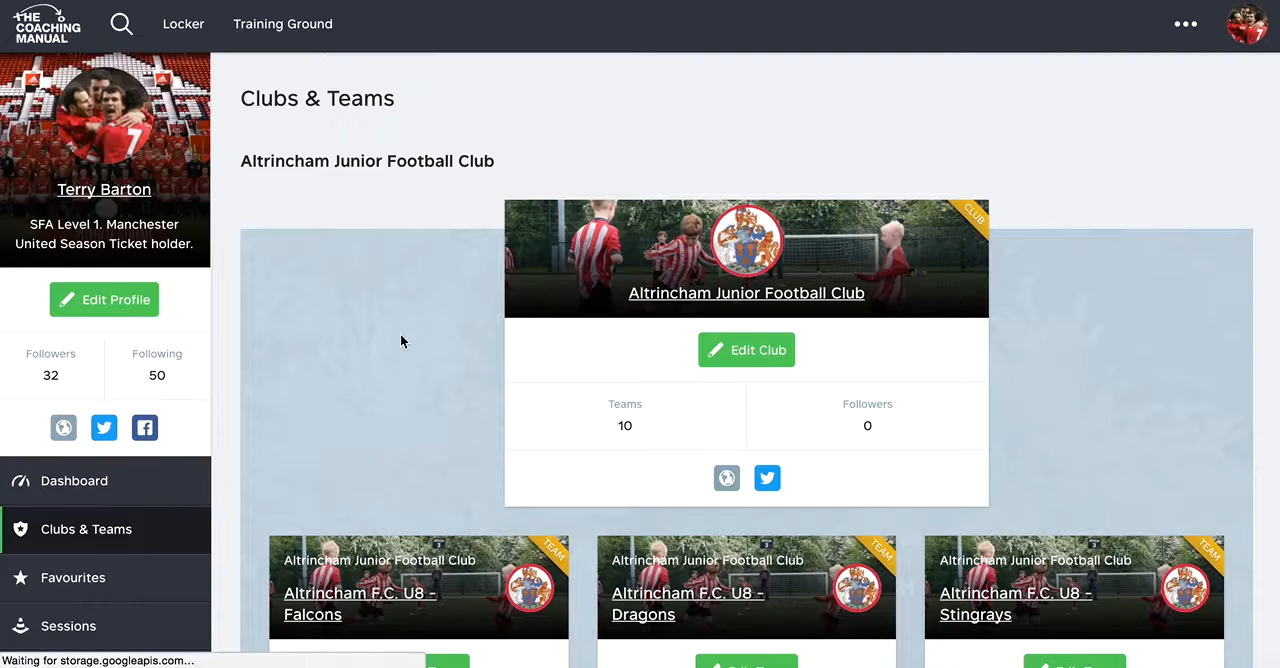 THE
COACHING
MANUAL
Locker
Training Ground
7
Terry Barton
SFA Level 1. Manchester
United Season Ticket holder.
Edit Profile
Followers
Following
32
50
Dashboard
Clubs & Teams
Favourites
Sessions
Waiting for storage.googleapis.com...
Clubs & Teams
Altrincham Junior Football Club
CLUB
Altrincham Junior Football Club
Edit Club
Teams
Followers
10
0
TEAM
Altrincham Junior Football Club
Altrincham F.C. U8 -
Falcons
TEAM
Altrincham Junior Football Club
Altrincham F.C. U8 -
Dragons
TEAM
Altrincham Junior Football Club
Altrincham F.C. U8 -
Stingrays